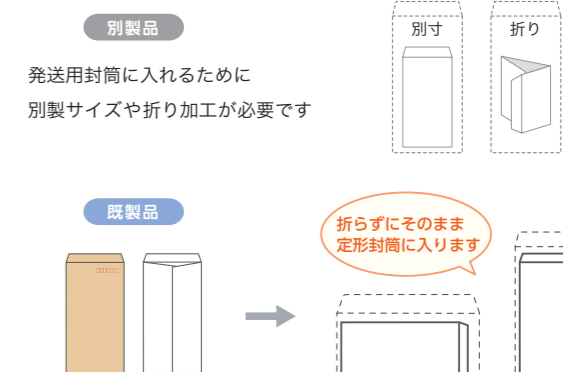 別製品
別寸
折り
発送用封筒に入れるために
別製サイズや折り加工が必要です
既製品
折らずにそのまま
定形封筒に入ります